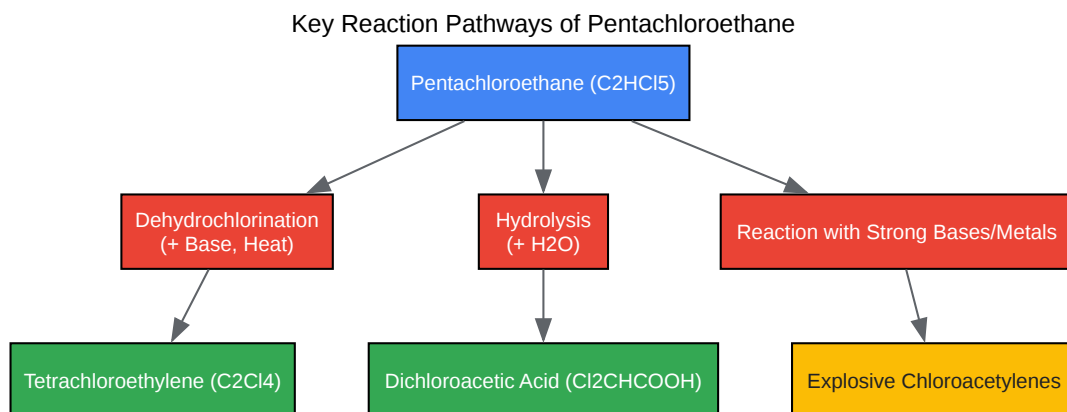 Key Reaction Pathways of Pentachloroethane
Pentachloroethane (C2HCl5)
Dehydrochlorination
(+ Base, Heat)
Hydrolysis
(+ H2O)
Reaction with Strong Bases/Metals
Tetrachloroethylene (C2Cl4)
Dichloroacetic Acid (Cl2CHCOOH)
Explosive Chloroacetylenes